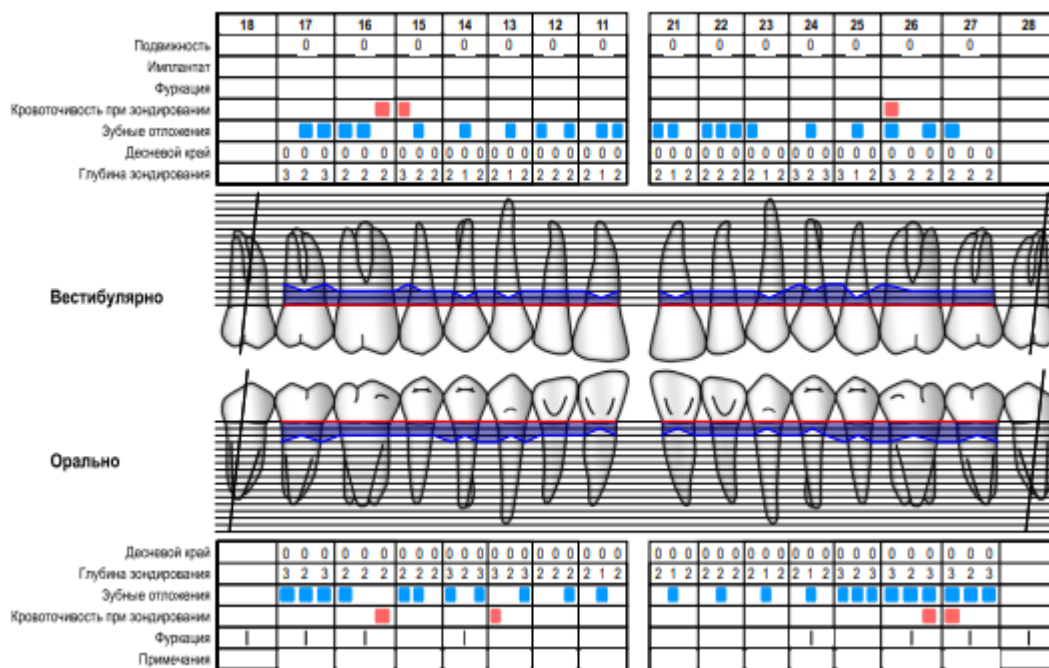 18 17 16 15 14 13 12 11 21 22 23 24 25 26 27 28
Подвижность 0 0 0 0 0 0 0 0 0 0 0 0 0 0
Имплантат
Фуркация
Кровоточивость при зондировании
Зубные отложения
Десневой край 0 0 0 0 0 0 0 0 0 0 0 0 0 0 0 0 0 0 0 0 0 0 0 0 0 0 0 0 0 0 0 0 0 0 0 0 0 0 0 0 0 0
Глубина зондирования 3 2 3 2 2 2 3 2 2 2 1 2 2 1 2 2 2 2 2 1 2 2 1 2 2 2 2 2 1 2 3 2 3 3 1 2 3 2 2 2 2 2
Вестибулярно
Орально
Десневой край 0 0 0 0 0 0 0 0 0 0 0 0 0 0 0 0 0 0 0 0 0 0 0 0 0 0 0 0 0 0 0 0 0 0 0 0 0 0 0 0 0 0
Глубина зондирования 3 2 3 2 2 2 2 2 2 3 2 3 3 2 3 2 2 2 2 1 2 2 1 2 2 2 2 2 1 2 2 1 2 3 2 3 3 2 3 3 2 3
Зубные отложения
Кровоточивость при зондировании
Фуркация I I I I I I I I
Примечания